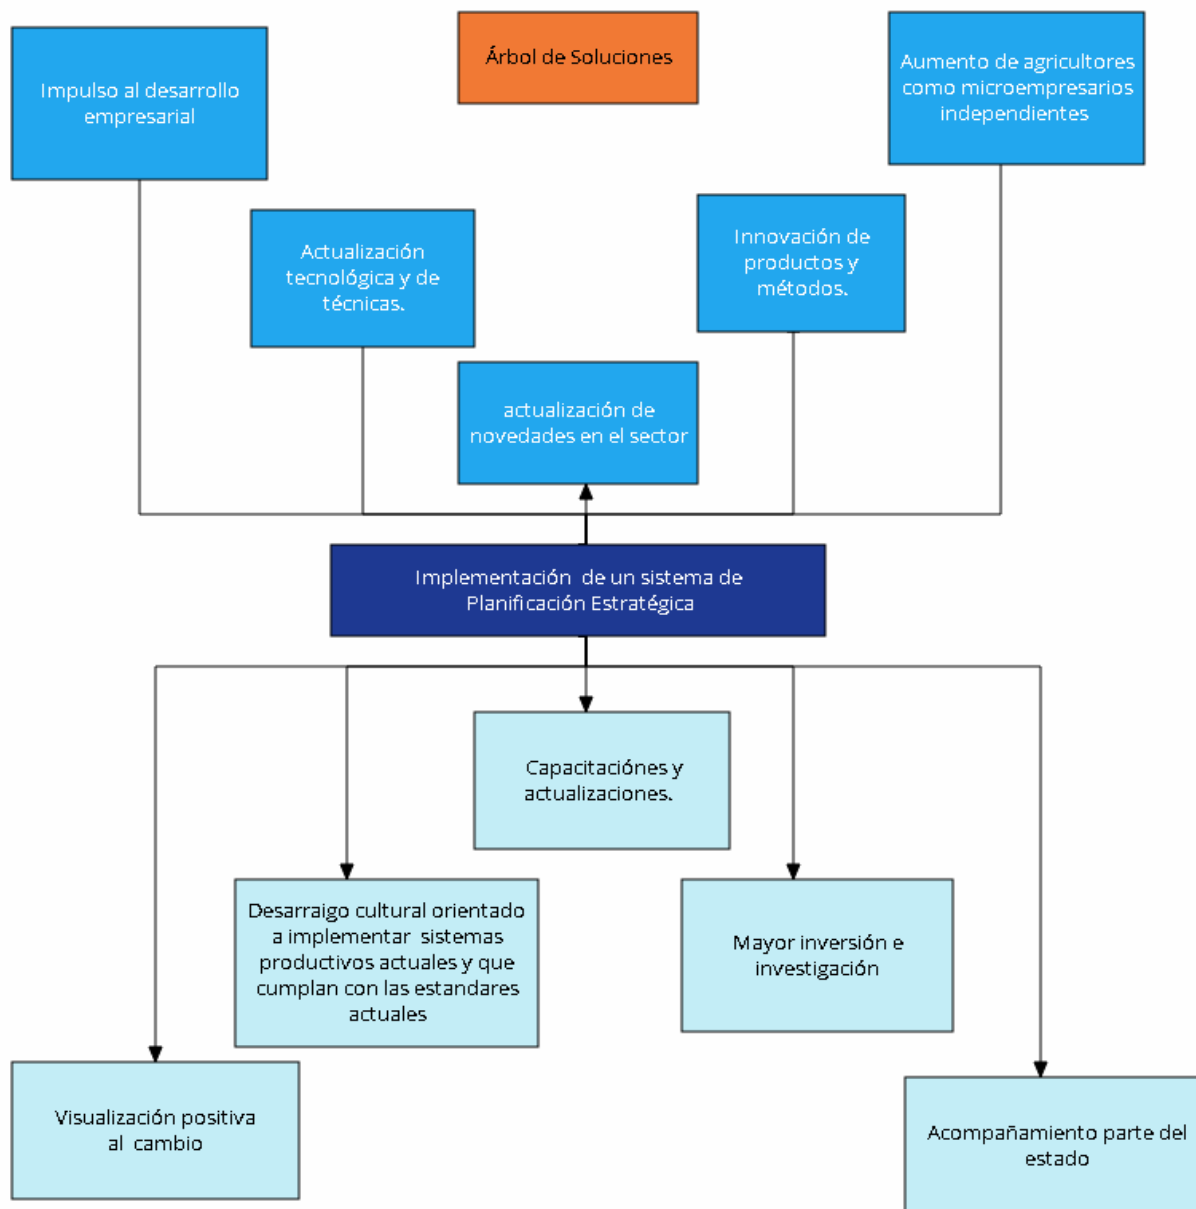 Árbol de Soluciones
Impulso al desarrollo
empresarial
Aumento de agricultores
como microempresarios
independientes
Actualización
tecnológica y de
técnicas.
Innovación de
productos y
métodos.
actualización de
novedades en el sector
Implementación de un sistema de
Planificación Estratégica
Capacitaciónes y
actualizaciones.
Desarraigo cultural orientado
a implementar sistemas
productivos actuales y que
cumplan con las estandares
actuales
Mayor inversión e
investigación
Visualización positiva
al cambio
Acompañamiento parte del
estado